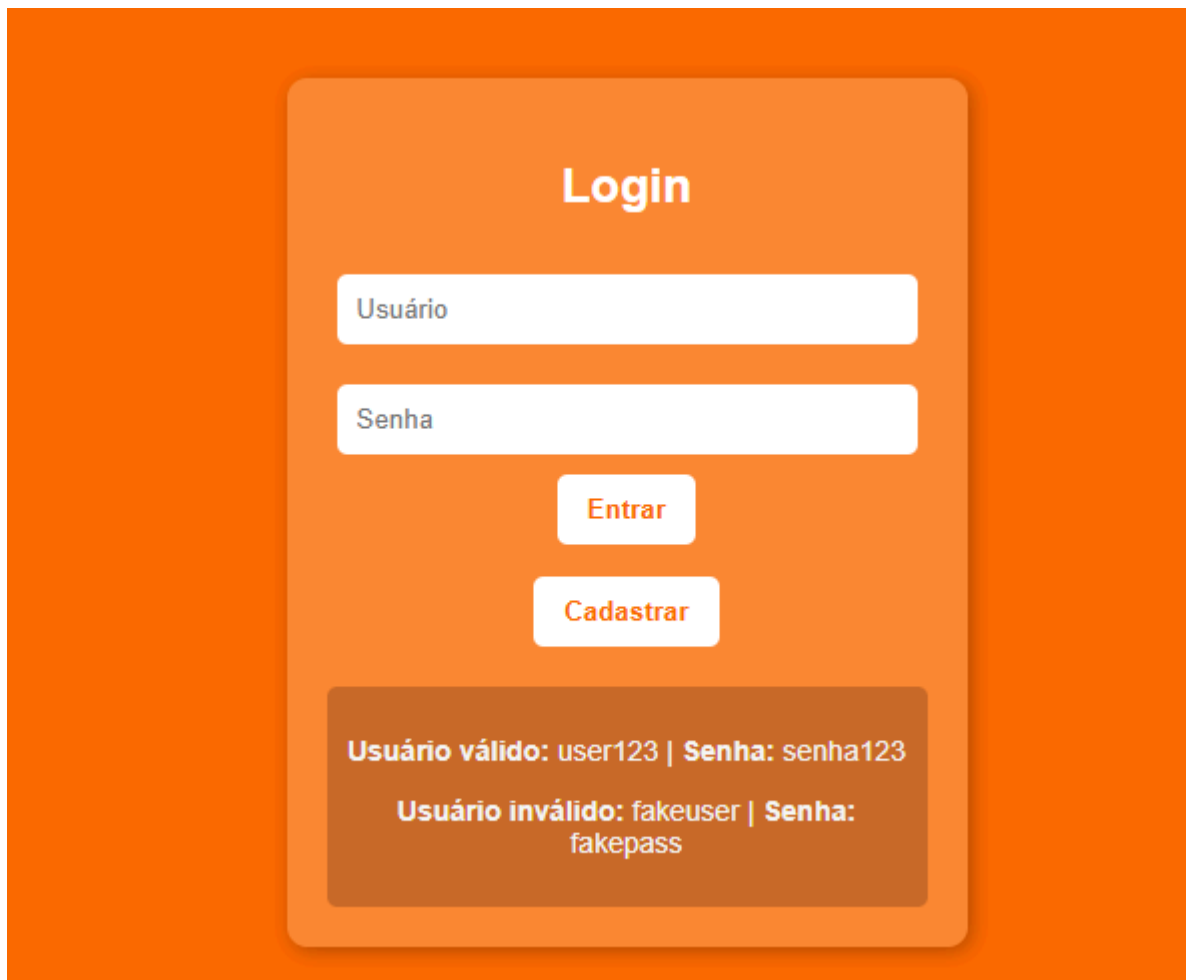 Login
Usuário
Senha
Entrar
Cadastrar
Usuário válido: user123 | Senha: senha123
Usuário inválido: fakeuser | Senha:
fakepass